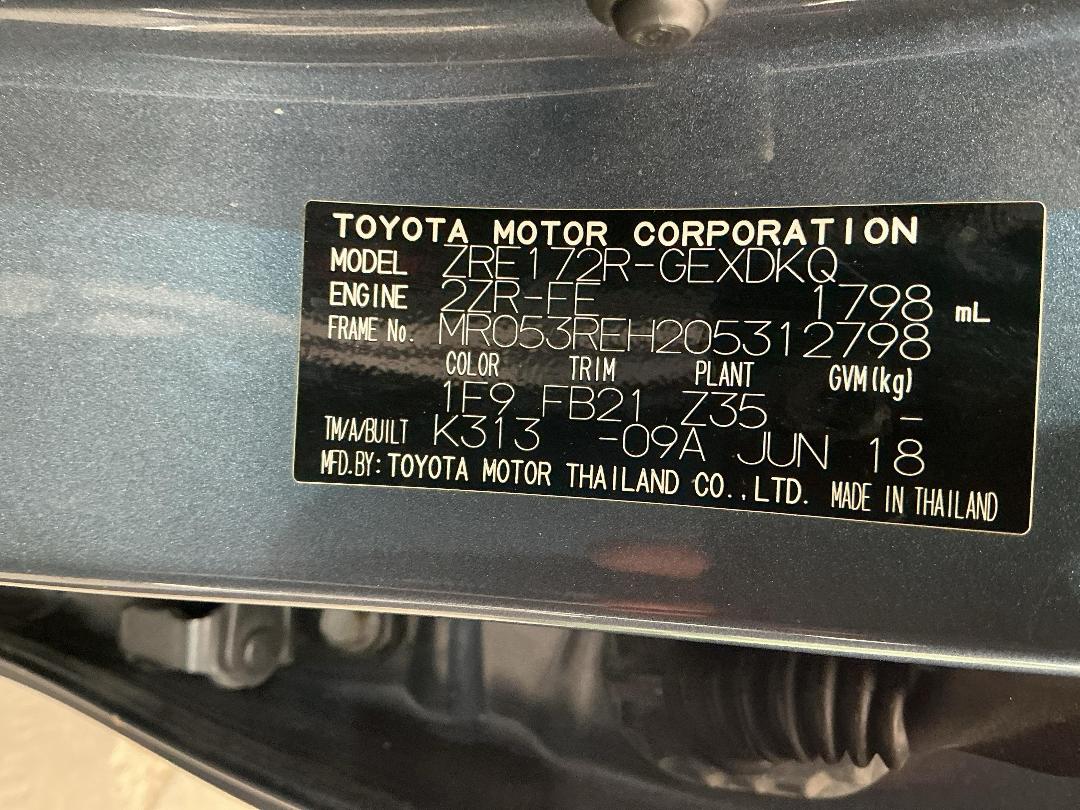 TOYOTA MOTOR CORPORATION
MODEL ZRE172R-GEXDKQ
ENGINE 2ZR-FE 1798 mL
FRAME No. MR053REH205312798
COLOR TRIM PLANT GVM(kg)
1E9 FB21 Z35 -
TM/A/BUILT K313 -09A JUN 18
MFD.BY: TOYOTA MOTOR THAILAND CO.,LTD. MADE IN THAILAND